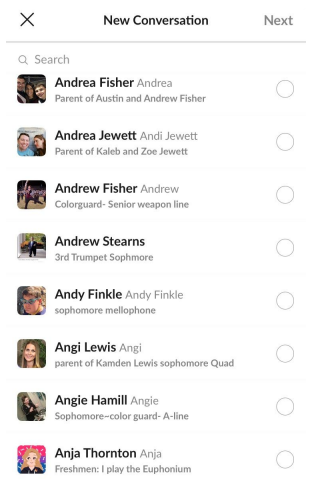 New Conversation
Next
Search
Andrea Fisher Andrea
Parent of Austin and Andrew Fisher
Andrea Jewett Andi Jewett
Parent of Kaleb and Zoe Jewett
Andrew Fisher Andrew
Colorguard- Senior weapon line
Andrew Stearns
3rd Trumpet Sophmore
Andy Finkle Andy Finkle
sophomore mellophone
Angi Lewis Angi
parent of Kamden Lewis sophomore Quad
Angie Hamill Angie
Sophomore~color guard- A-line
Anja Thornton Anja
Freshmen: I play the Euphonium